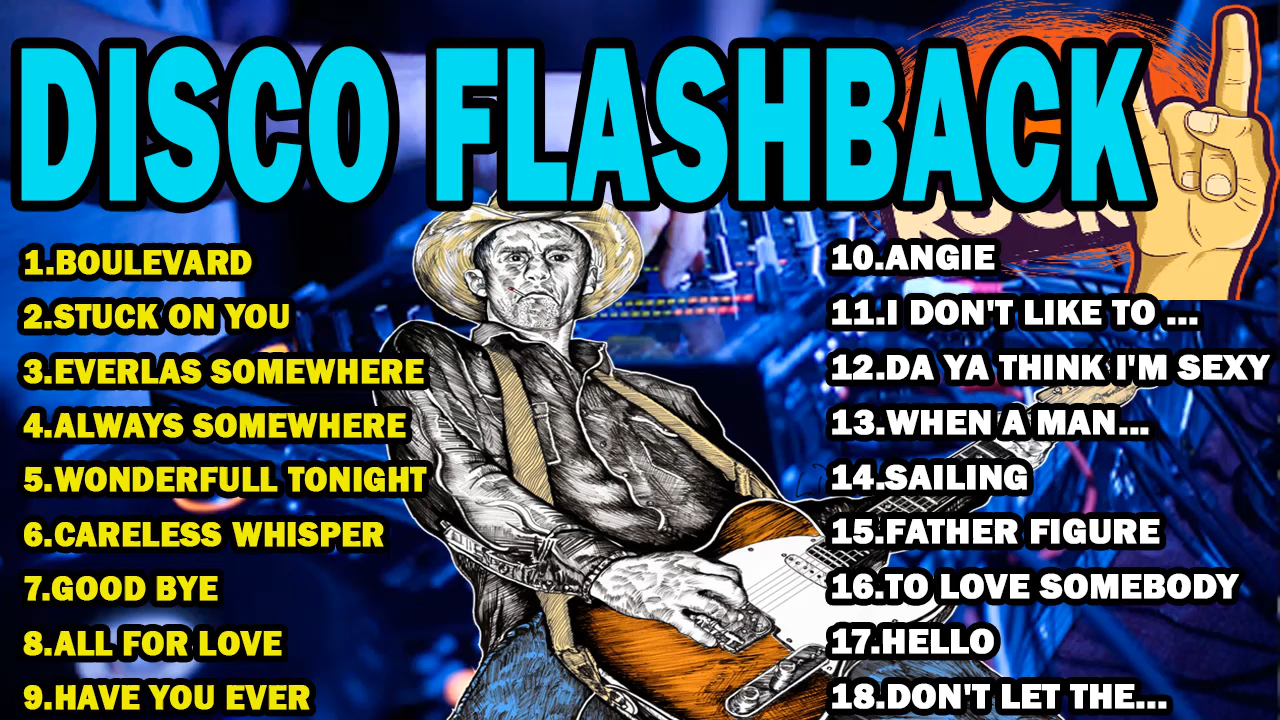 DISCO FLASHBACK
ROCK
1.BOULEVARD
2.STUCK ON YOU
3.EVERLAS SOMEWHERE
4.ALWAYS SOMEWHERE
5.WONDERFULL TONIGHT
6.CARELESS WHISPER
7.GOOD BYE
8.ALL FOR LOVE
9.HAVE YOU EVER
10.ANGIE
11.I DON'T LIKE TO ...
12.DA YA THINK I'M SEXY
13.WHEN A MAN...
14.SAILING
15.FATHER FIGURE
16.TO LOVE SOMEBODY
17.HELLO
18.DON'T LET THE...